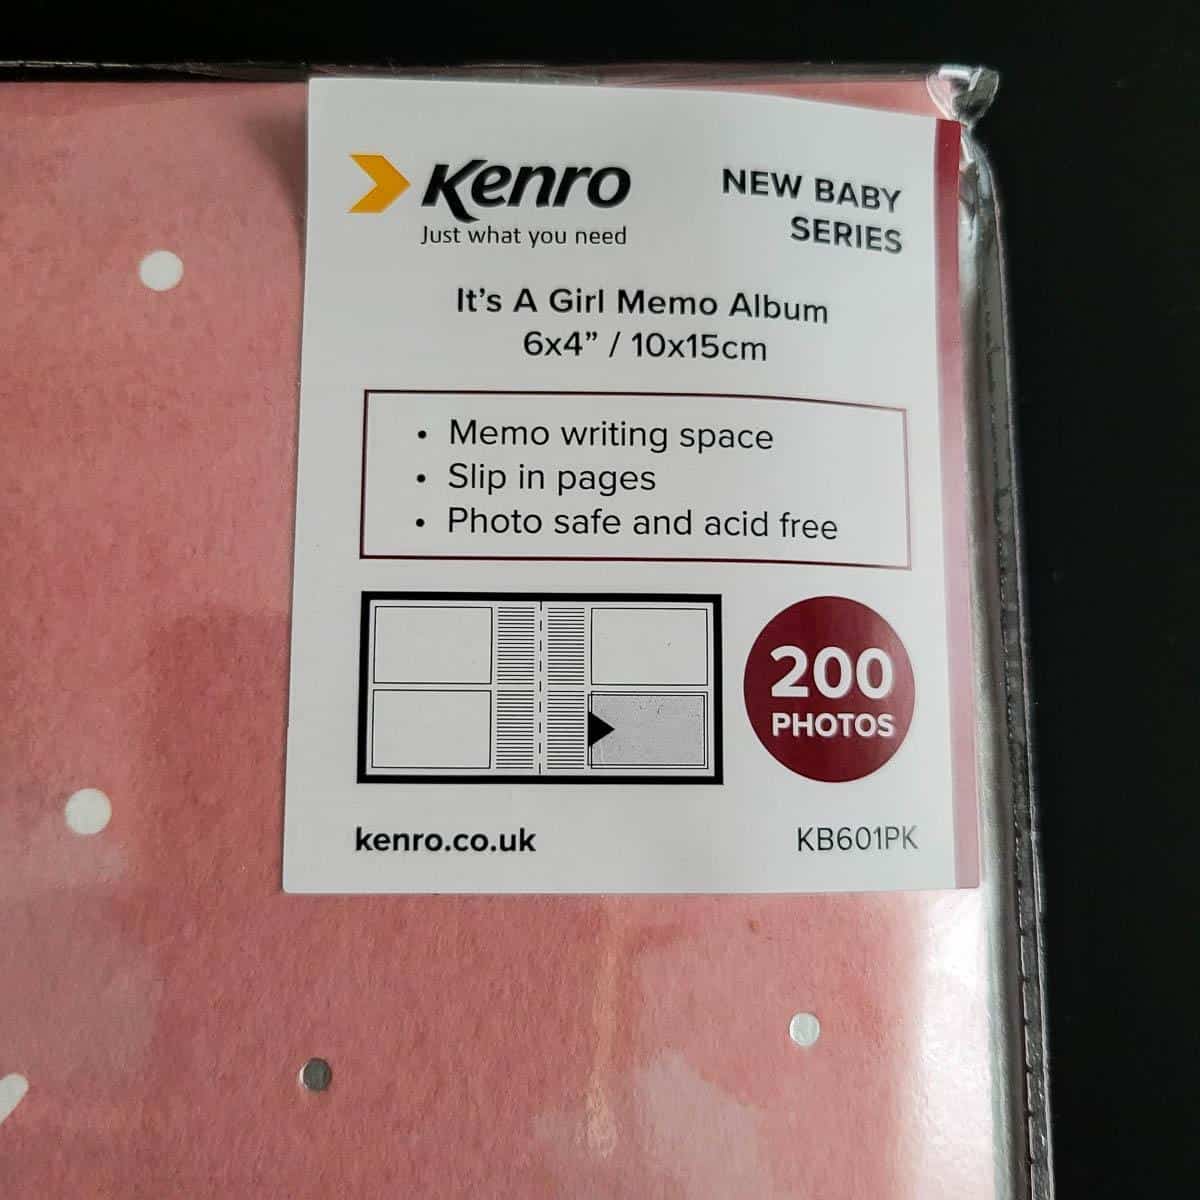 Kenro
Just what you need
NEW BABY
SERIES
It's A Girl Memo Album
6x4” / 10x15cm
• Memo writing space
• Slip in pages
• Photo safe and acid free
200
PHOTOS
kenro.co.uk
KB601PK